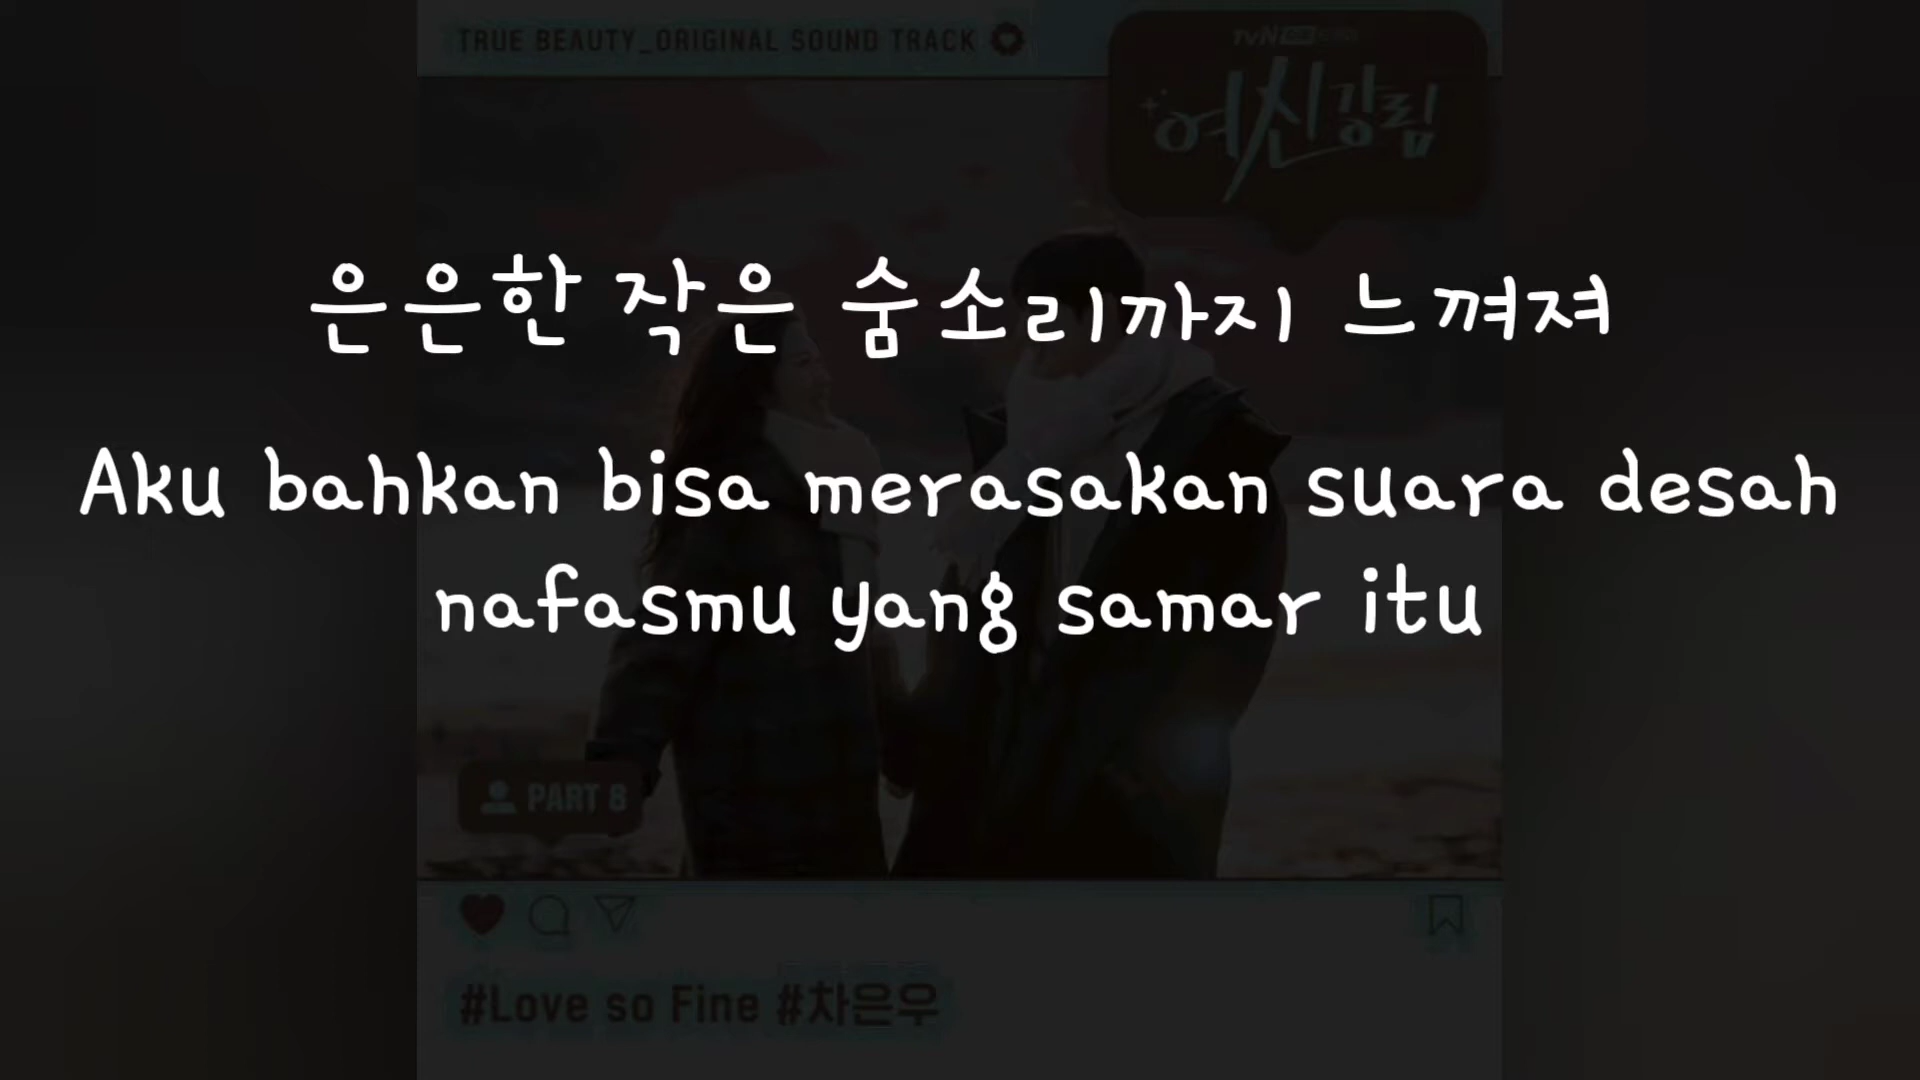 TRUE BEAUTY_ORIGINAL SOUND TRACK
tvN
여신강림
은은한 작은 숨소리까지 느껴져
Aku bahkan bisa merasakan suara desah
nafasmu yang samar itu
PART 8
#Love so Fine #차은우